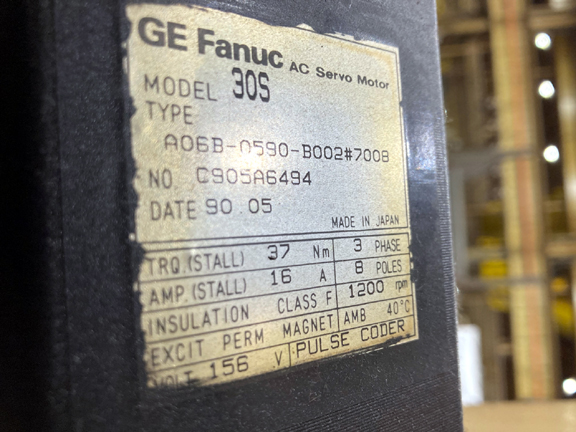 GE Fanuc AC Servo Motor
MODEL 30S
TYPE
A06B-0590-B002#7008
NO C905A6494
DATE 90.05
MADE IN JAPAN
TRQ.(STALL) 37 Nm 3 PHASE
AMP.(STALL) 16 A 8 POLES
INSULATION CLASS F 1200 rpm
EXCIT PERM MAGNET AMB 40°C
VOLT 156 V PULSE CODER